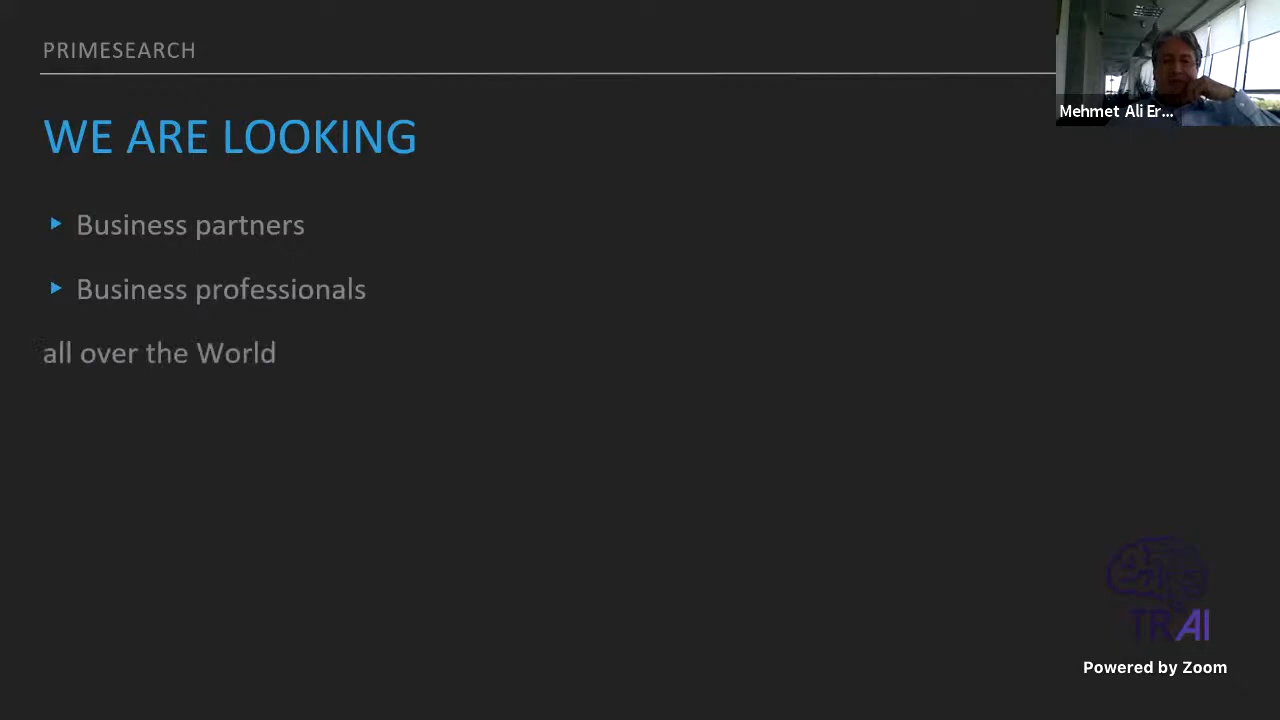 PRIMESEARCH
WE ARE LOOKING
Business partners
Business professionals
all over the World
Mehmet Ali Er...
TRAI
Powered by Zoom